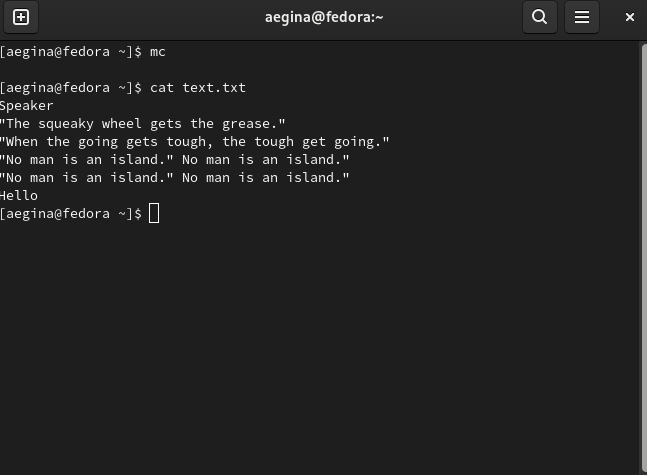 aegina@fedora:~
[aegina@fedora ~]$ mc
[aegina@fedora ~]$ cat text.txt
Speaker
"The squeaky wheel gets the grease."
"When the going gets tough, the tough get going."
"No man is an island." No man is an island."
"No man is an island." No man is an island."
Hello
[aegina@fedora ~]$